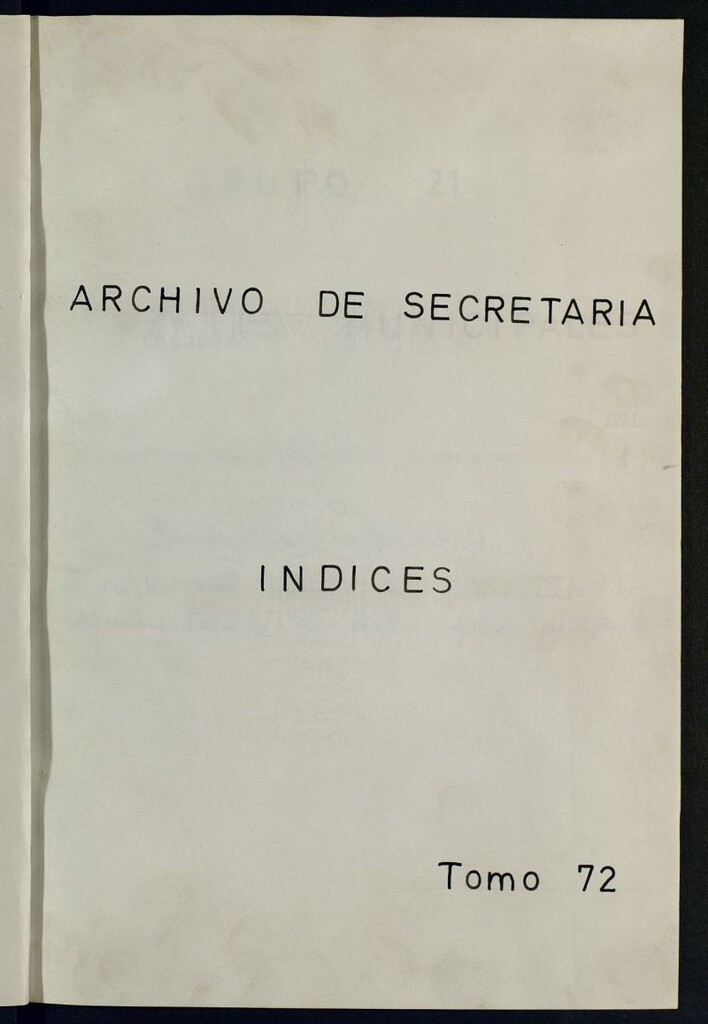 ARCHIVO DE SECRETARIA
INDICES
Tomo 72